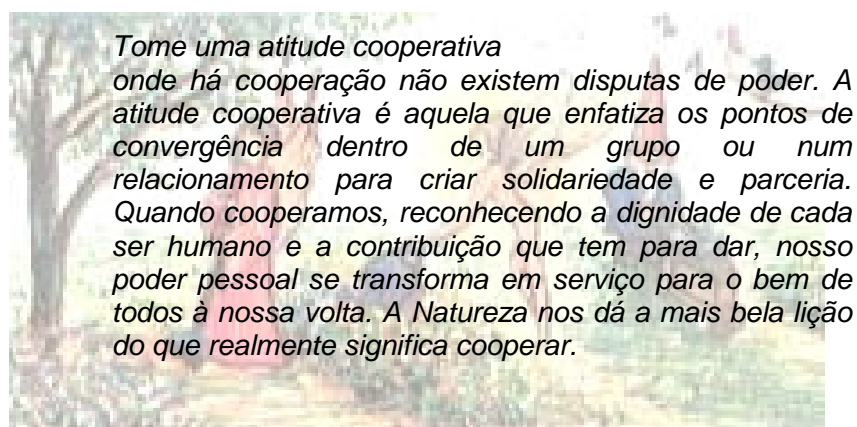 Tome uma atitude cooperativa
onde há cooperação não existem disputas de poder. A
atitude cooperativa é aquela que enfatiza os pontos de
convergência dentro de um grupo ou num
relacionamento para criar solidariedade e parceria.
Quando cooperamos, reconhecendo a dignidade de cada
ser humano e a contribuição que tem para dar, nosso
poder pessoal se transforma em serviço para o bem de
todos à nossa volta. A Natureza nos dá a mais bela lição
do que realmente significa cooperar.